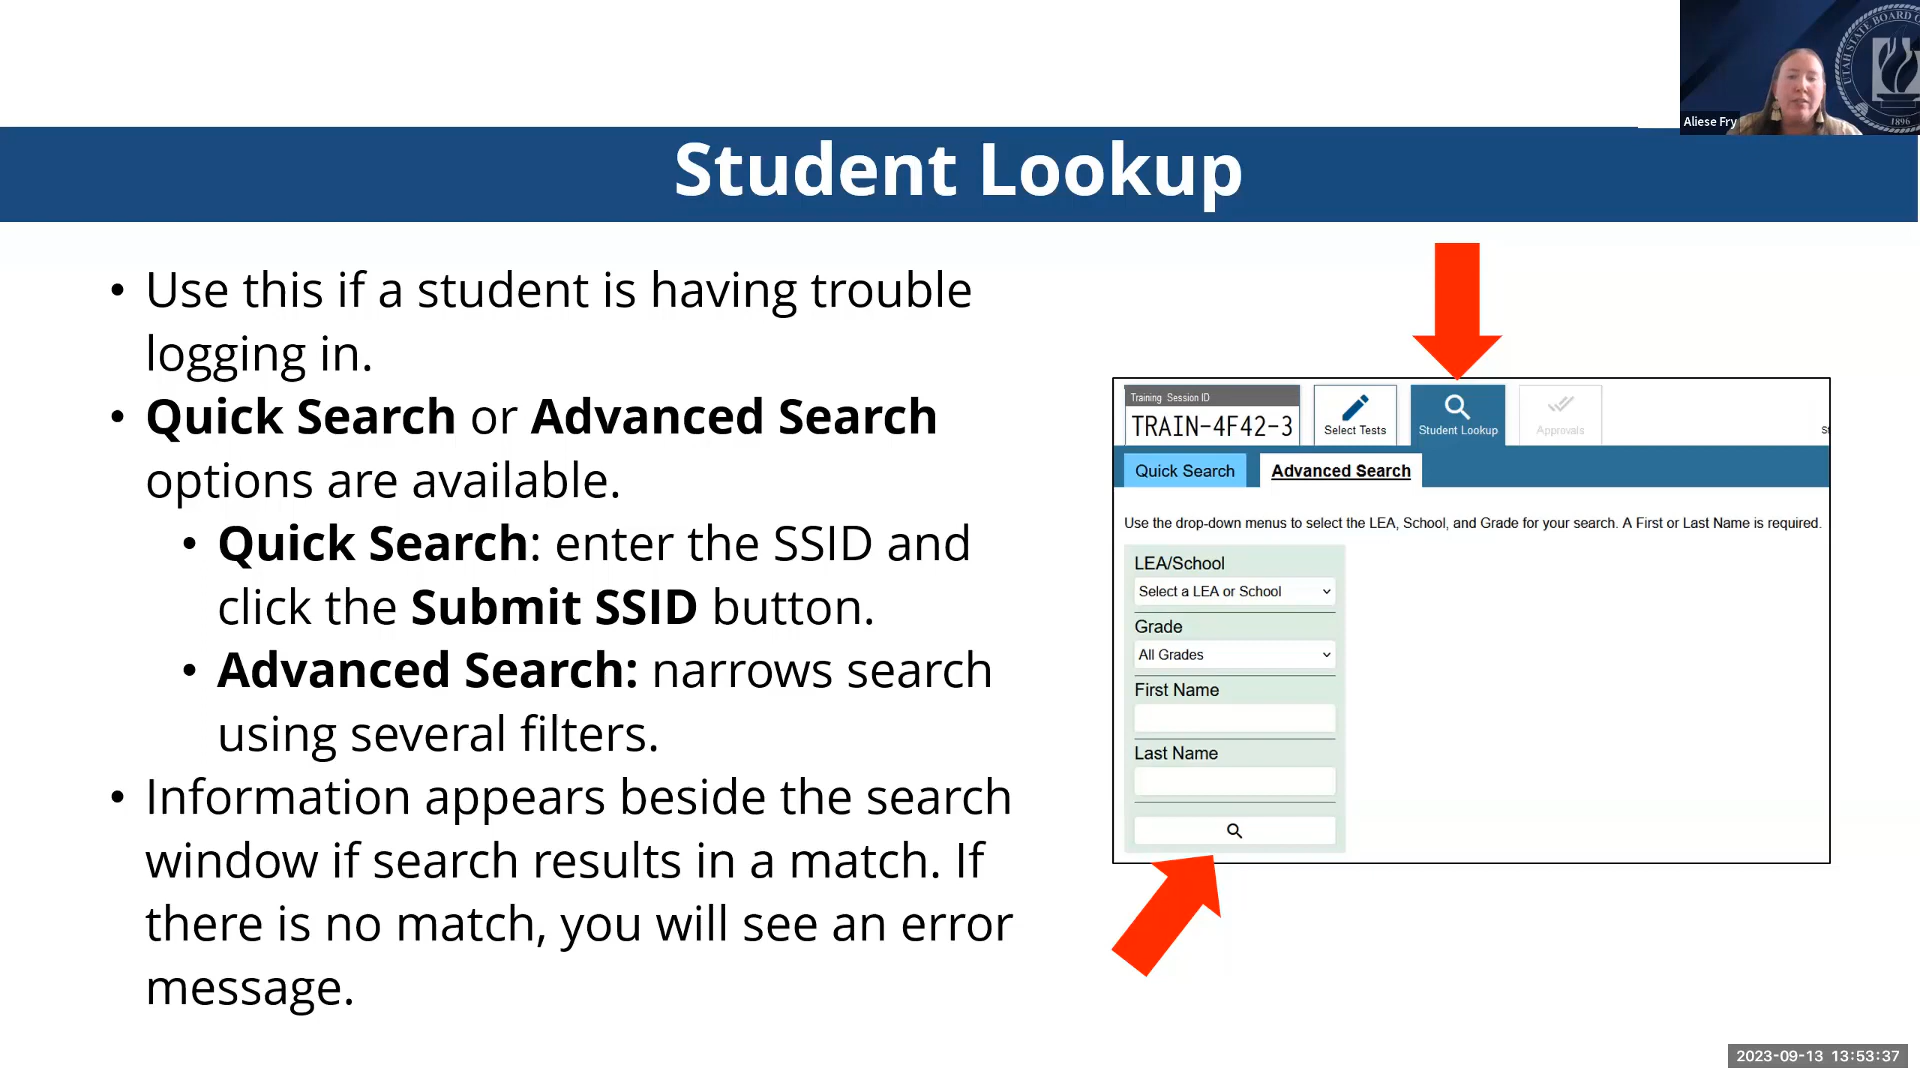 UTAH STATE BOARD O
1896
Aliese Fry
Student Lookup
• Use this if a student is having trouble
logging in.
• Quick Search or Advanced Search
options are available.
• Quick Search: enter the SSID and
click the Submit SSID button.
• Advanced Search: narrows search
using several filters.
• Information appears beside the search
window if search results in a match. If
there is no match, you will see an error
message.
Training Session ID
TRAIN-4F42-3
Select Tests
Student Lookup
Approvals
St
Quick Search
Advanced Search
Use the drop-down menus to select the LEA, School, and Grade for your search. A First or Last Name is required.
LEA/School
Select a LEA or School
Grade
All Grades
First Name
Last Name
2023-09-13 13:53:37